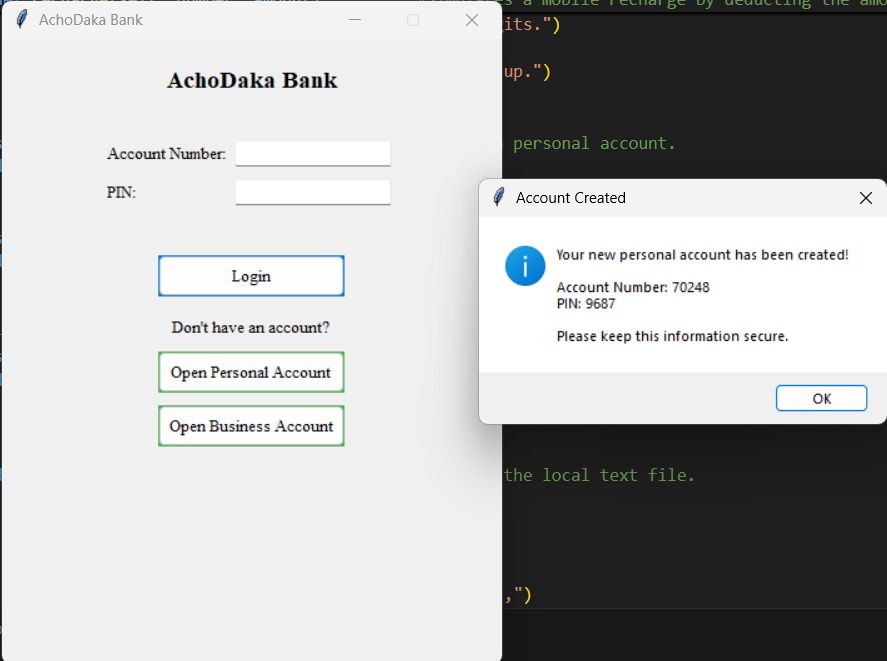 AchoDaka Bank
AchoDaka Bank
Account Number:
PIN:
Login
Don't have an account?
Open Personal Account
Open Business Account
Account Created
Your new personal account has been created!
Account Number: 70248
PIN: 9687
Please keep this information secure.
OK
a mobile recharge by deducting the
its.")
up.")
personal account.
the local text file.
,")